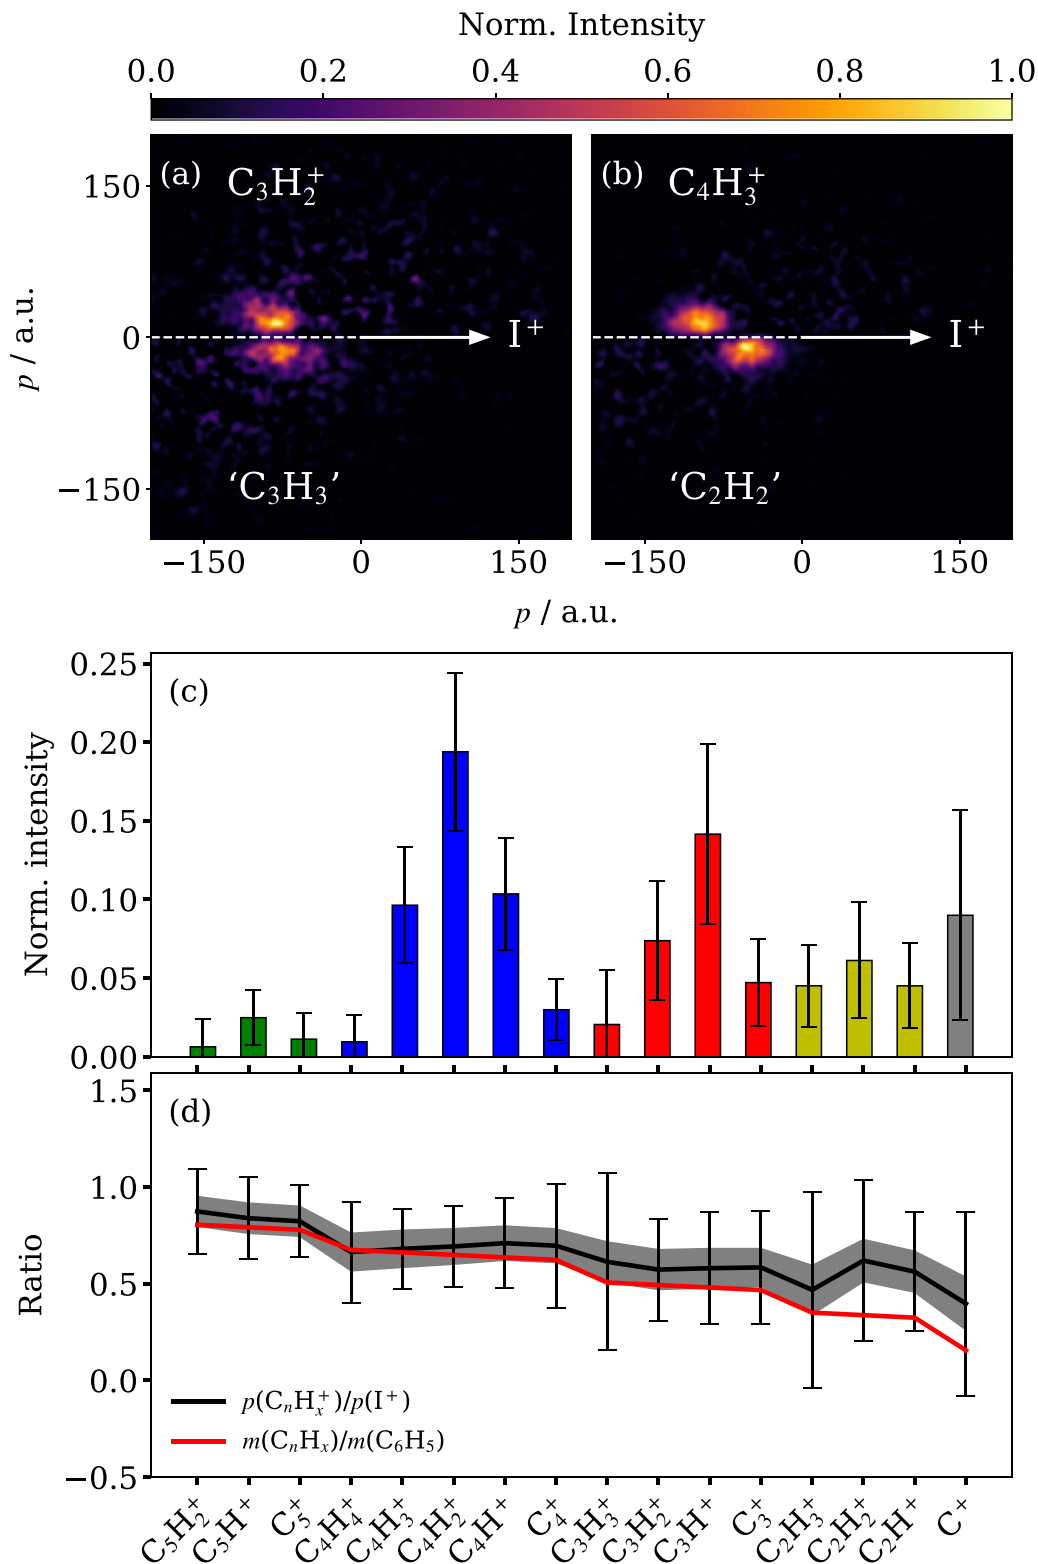 Norm. Intensity
0.0 0.2 0.4 0.6 0.8 1.0
(a) C₃H₂⁺ (b) C₄H₃⁺
150
0
−150
p / a.u.
I⁺ I⁺
‘C₃H₃’ ‘C₂H₂’
−150 0 150 −150 0 150
p / a.u.
(c)
Norm. intensity
0.25
0.20
0.15
0.10
0.05
0.00
(d)
Ratio
1.5
1.0
0.5
0.0
−0.5
p(CₙHₓ⁺)/p(I⁺)
m(CₙHₓ)/m(C₆H₅)
C₅H₂⁺ C₅H⁺ C₅⁺ C₄H₄⁺ C₄H₃⁺ C₄H₂⁺ C₄H⁺ C₄⁺ C₃H₃⁺ C₃H₂⁺ C₃H⁺ C₃⁺ C₂H₃⁺ C₂H₂⁺ C₂H⁺ C⁺